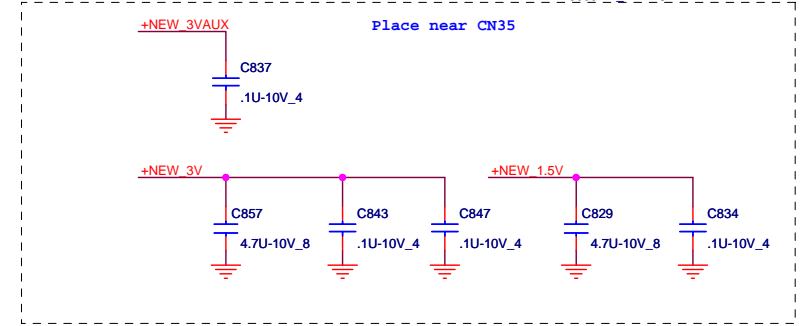 +NEW_3VAUX
Place near CN35
C837
.1U-10V_4
+NEW_3V
+NEW_1.5V
C857
C843
C847
C829
C834
4.7U-10V_8
.1U-10V_4
.1U-10V_4
4.7U-10V_8
.1U-10V_4